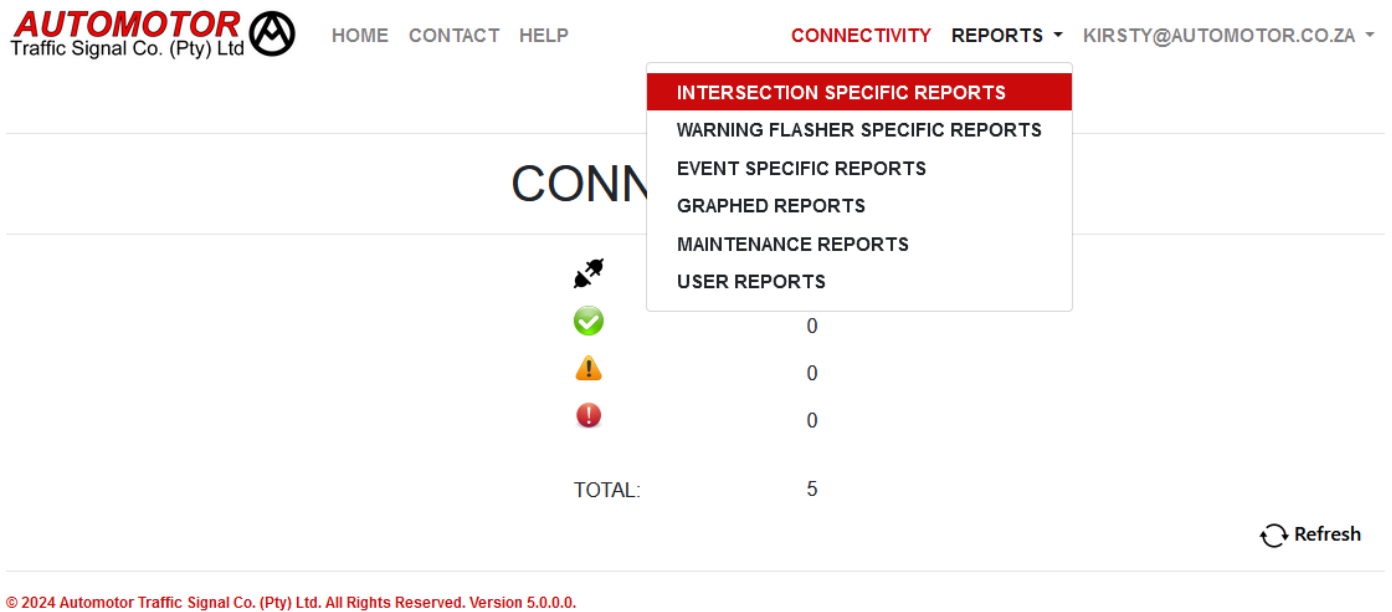 AUTOMOTOR
Traffic Signal Co. (Pty) Ltd
HOME CONTACT HELP CONNECTIVITY REPORTS KIRSTY@AUTOMOTOR.CO.ZA
INTERSECTION SPECIFIC REPORTS
WARNING FLASHER SPECIFIC REPORTS
EVENT SPECIFIC REPORTS
GRAPHED REPORTS
MAINTENANCE REPORTS
USER REPORTS
CONN
0
0
0
TOTAL: 5
Refresh
© 2024 Automotor Traffic Signal Co. (Pty) Ltd. All Rights Reserved. Version 5.0.0.0.